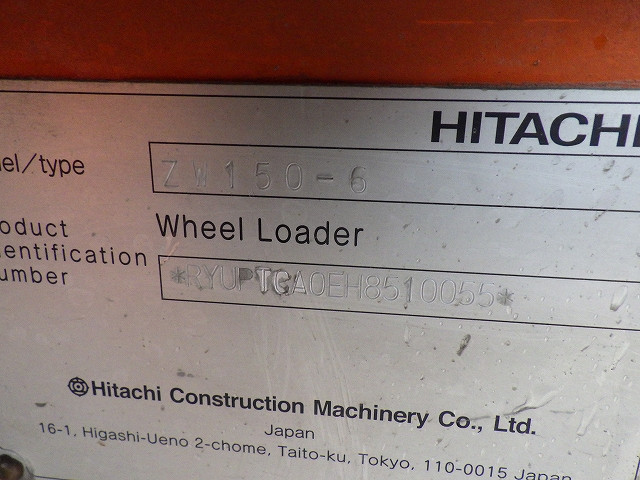 HITACHI
el/type ZW150-6
oduct Wheel Loader
entification
umber *RYUPTCA0EH8510055*
Hitachi Construction Machinery Co., Ltd.
Japan
16-1, Higashi-Ueno 2-chome, Taito-ku, Tokyo, 110-0015 Japan